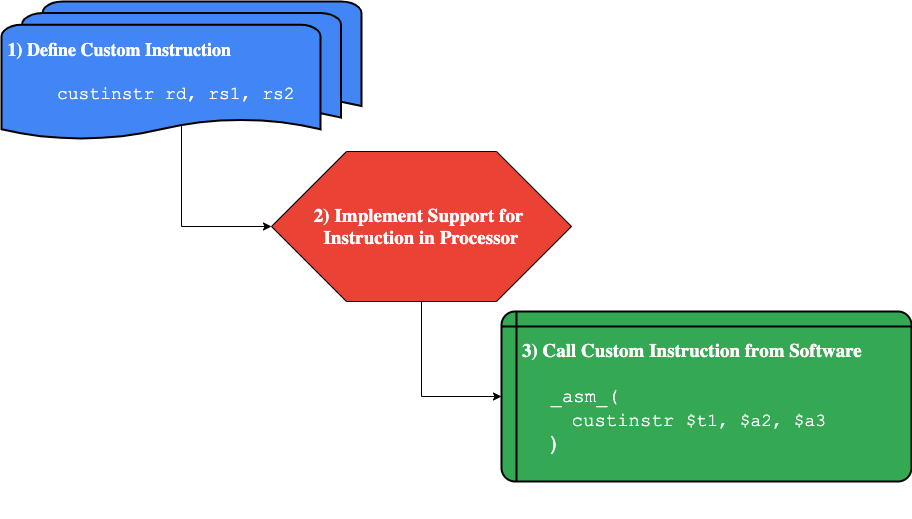 1) Define Custom Instruction
custinstr rd, rs1, rs2
2) Implement Support for
Instruction in Processor
3) Call Custom Instruction from Software
_asm_(
custinstr $t1, $a2, $a3
)